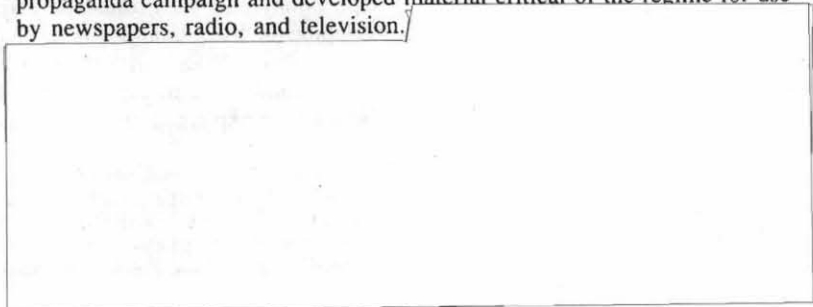 propaganda campaign and developed material critical of the regime for use
by newspapers, radio, and television.